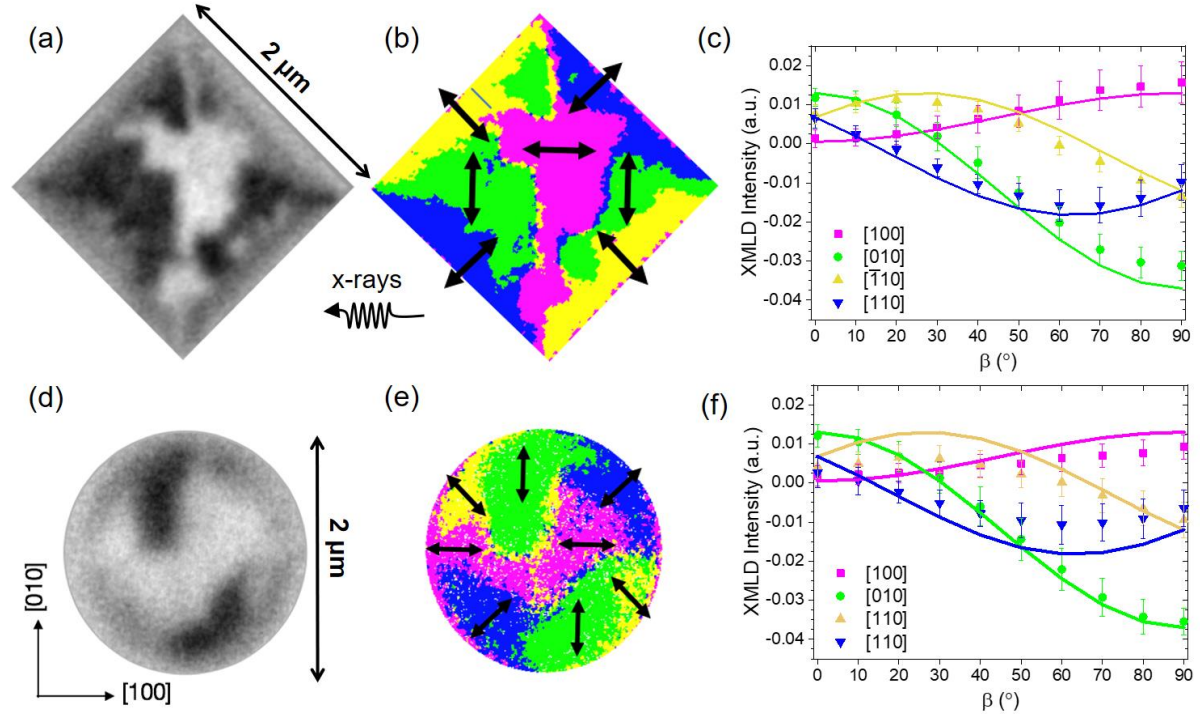 (a)
2 µm
(b)
x-rays
(c)
XMLD Intensity (a.u.)
0.02
0.01
0.00
-0.01
-0.02
-0.03
-0.04
[100]
[010]
[1̅10]
[110]
0 10 20 30 40 50 60 70 80 90
β (°)
(d)
2 µm
[010]
[100]
(e)
(f)
XMLD Intensity (a.u.)
0.02
0.01
0.00
-0.01
-0.02
-0.03
-0.04
[100]
[010]
[110]
[110]
0 10 20 30 40 50 60 70 80 90
β (°)